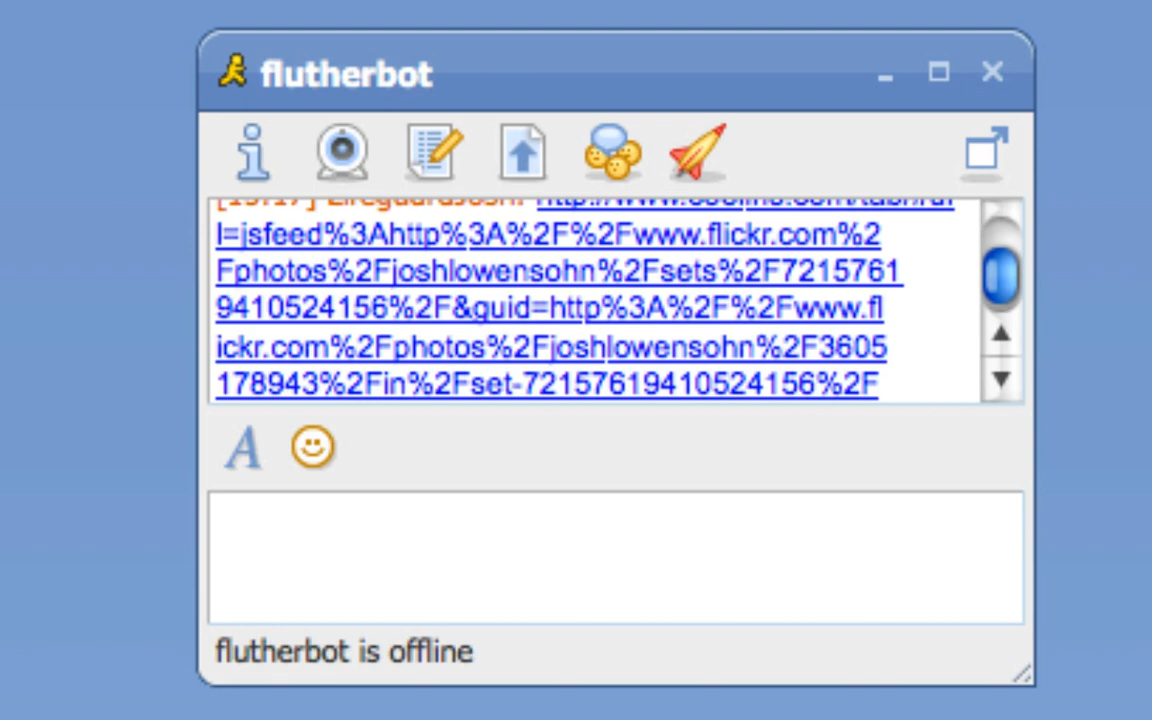 flutherbot
l=jsfeed%3Ahttp%3A%2F%2Fwww.flickr.com%2
Fphotos%2Fjoshlowensohn%2Fsets%2F7215761
9410524156%2F&guid=http%3A%2F%2Fwww.fl
ickr.com%2Fphotos%2Fjoshlowensohn%2F3605
178943%2Fin%2Fset-72157619410524156%2F
A
flutherbot is offline